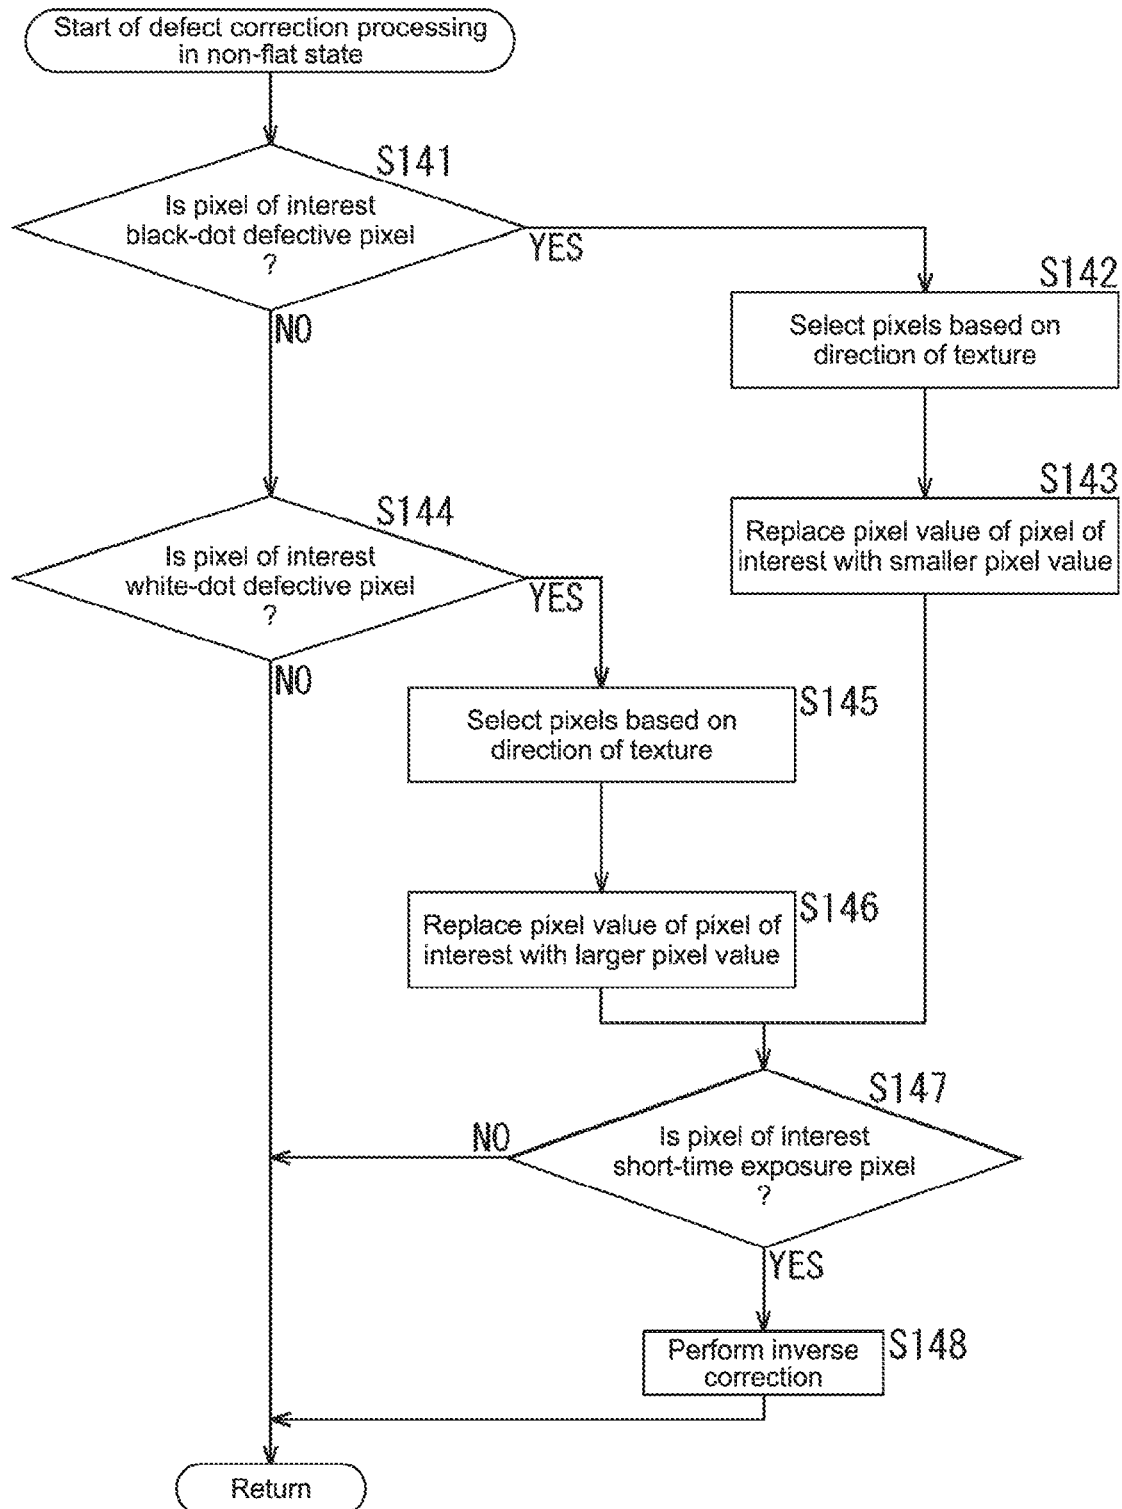 Start of defect correction processing
in non-flat state
S141
Is pixel of interest
black-dot defective pixel
?
YES
NO
S142
Select pixels based on
direction of texture
S143
Replace pixel value of pixel of
interest with smaller pixel value
S144
Is pixel of interest
white-dot defective pixel
?
YES
NO
S145
Select pixels based on
direction of texture
S146
Replace pixel value of pixel of
interest with larger pixel value
S147
NO
Is pixel of interest
short-time exposure pixel
?
YES
S148
Perform inverse
correction
Return